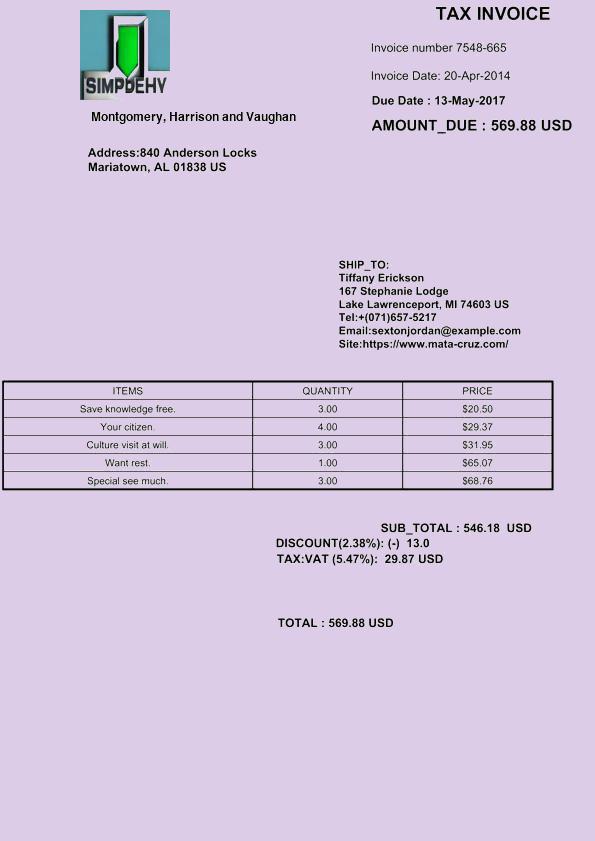 TAX INVOICE
Invoice number 7548-665
Invoice Date: 20-Apr-2014
Due Date : 13-May-2017
AMOUNT_DUE : 569.88 USD
SIMPDEHY
Montgomery, Harrison and Vaughan
Address:840 Anderson Locks
Mariatown, AL 01838 US
SHIP_TO:
Tiffany Erickson
167 Stephanie Lodge
Lake Lawrenceport, MI 74603 US
Tel:+(071)657-5217
Email:sextonjordan@example.com
Site:https://www.mata-cruz.com/
ITEMS QUANTITY PRICE
Save knowledge free. 3.00 $20.50
Your citizen. 4.00 $29.37
Culture visit at will. 3.00 $31.95
Want rest. 1.00 $65.07
Special see much. 3.00 $68.76
SUB_TOTAL : 546.18 USD
DISCOUNT(2.38%): (-) 13.0
TAX:VAT (5.47%): 29.87 USD
TOTAL : 569.88 USD